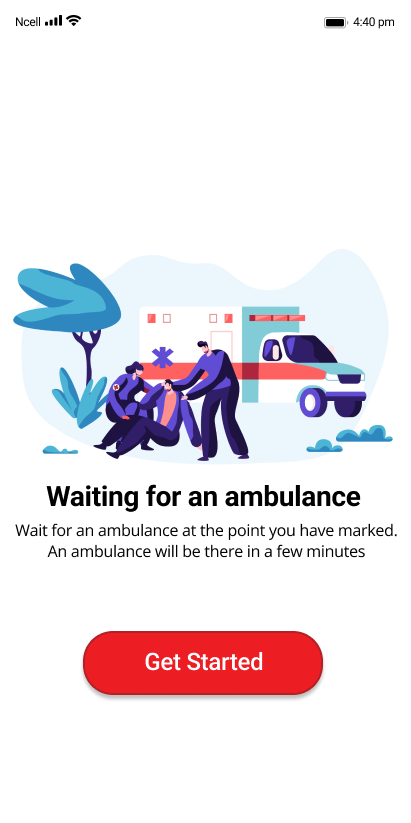 Ncell 4:40 pm
Waiting for an ambulance
Wait for an ambulance at the point you have marked.
An ambulance will be there in a few minutes
Get Started